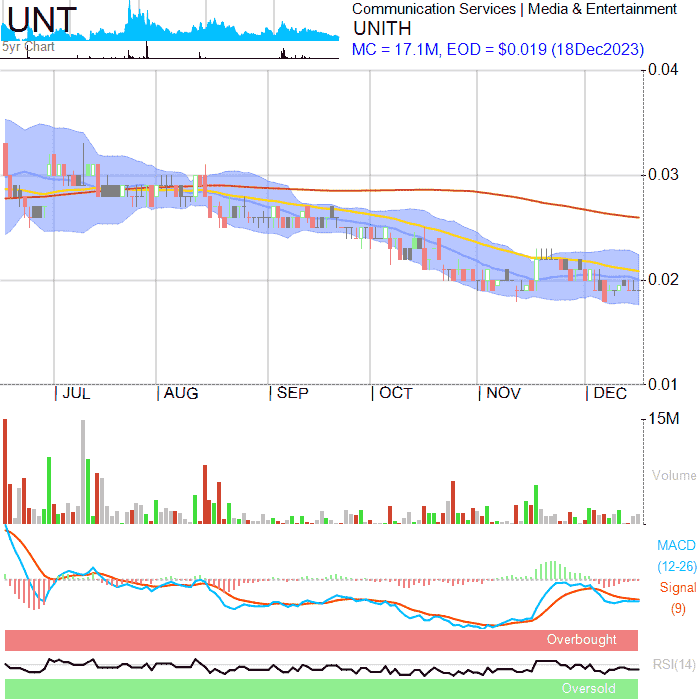 UNT
5yr Chart
Communication Services | Media & Entertainment
UNITH
MC = 17.1M, EOD = $0.019 (18Dec2023)
0.04
0.03
0.02
0.01
JUL AUG SEP OCT NOV DEC
15M
Volume
MACD
(12-26)
Signal
(9)
Overbought
RSI(14)
Oversold